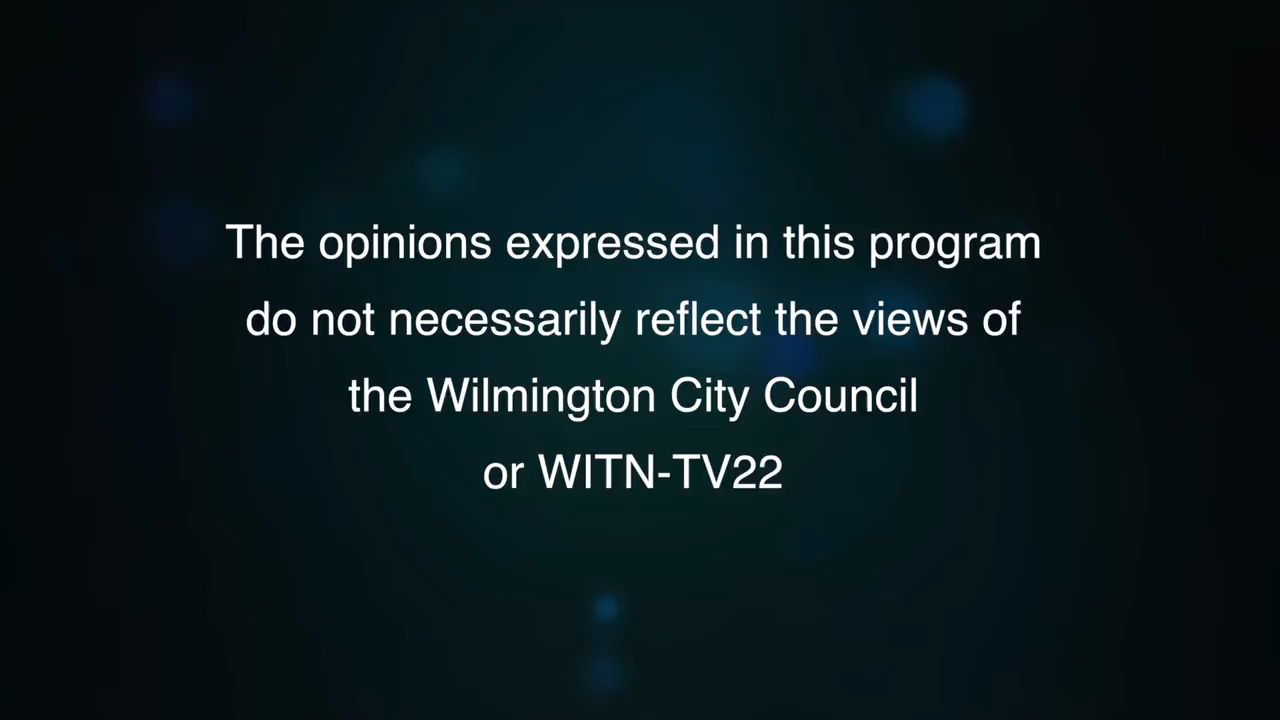 The opinions expressed in this program
do not necessarily reflect the views of
the Wilmington City Council
or WITN-TV22